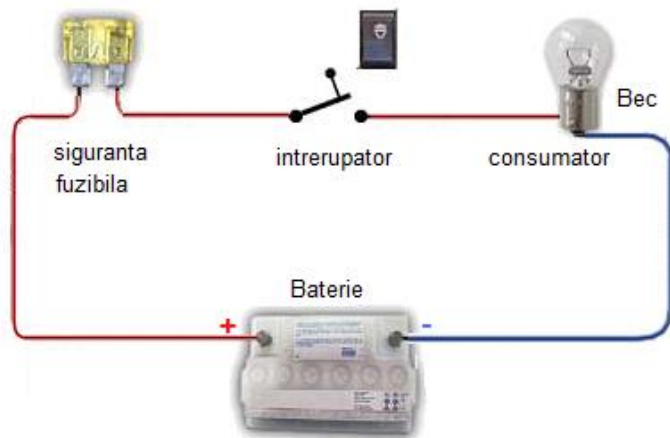 Bec
siguranta
fuzibila
intrerupator
consumator
Baterie
+
-